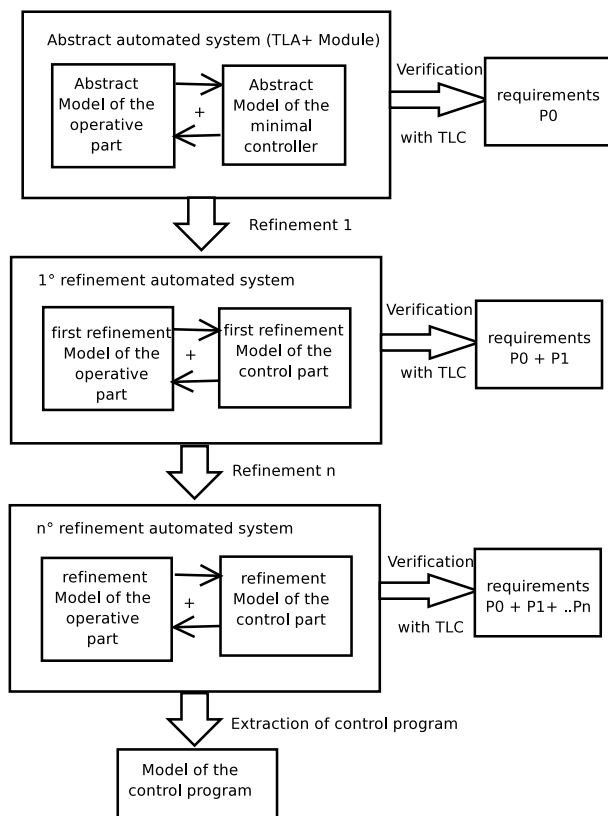 Abstract automated system (TLA+ Module)
Abstract
Model of the
operative
part
+
Abstract
Model of the
minimal
controller
Verification
with TLC
requirements
P0
Refinement 1
1° refinement automated system
first refinement
Model of the
operative
part
+
first refinement
Model of the
control part
Verification
with TLC
requirements
P0 + P1
Refinement n
n° refinement automated system
refinement
Model of the
operative
part
+
refinement
Model of the
control part
Verification
with TLC
requirements
P0 + P1+ ..Pn
Extraction of control program
Model of the
control program